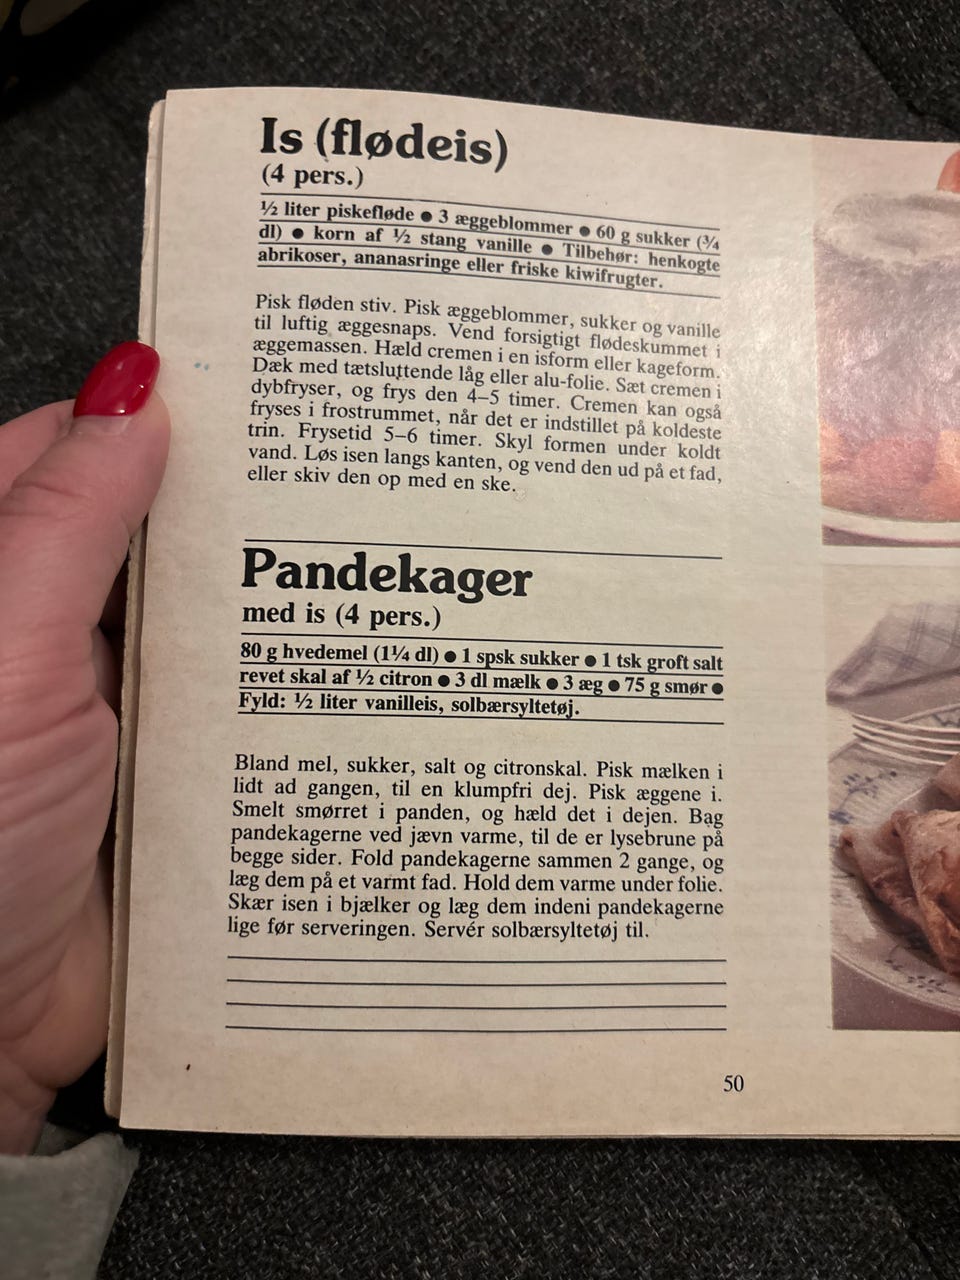 Is (flødeis)
(4 pers.)
½ liter piskefløde ● 3 æggeblommer ● 60 g sukker (¾
dl) ● korn af ½ stang vanille ● Tilbehør: henkogte
abrikoser, ananasringe eller friske kiwifrugter.
Pisk fløden stiv. Pisk æggeblommer, sukker og vanille
til luftig æggesnaps. Vend forsigtigt flødeskummet i
æggemassen. Hæld cremen i en isform eller kageform.
Dæk med tætsluttende låg eller alu-folie. Sæt cremen i
dybfryser, og frys den 4–5 timer. Cremen kan også
fryses i frostrummet, når det er indstillet på koldeste
trin. Frysetid 5–6 timer. Skyl formen under koldt
vand. Løs isen langs kanten, og vend den ud på et fad,
eller skiv den op med en ske.
Pandekager
med is (4 pers.)
80 g hvedemel (1¼ dl) ● 1 spsk sukker ● 1 tsk groft salt
revet skal af ½ citron ● 3 dl mælk ● 3 æg ● 75 g smør ●
Fyld: ½ liter vanilleis, solbærsyltetøj.
Bland mel, sukker, salt og citronskal. Pisk mælken i
lidt ad gangen, til en klumpfri dej. Pisk æggene i.
Smelt smørret i panden, og hæld det i dejen. Bag
pandekagerne ved jævn varme, til de er lysebrune på
begge sider. Fold pandekagerne sammen 2 gange, og
læg dem på et varmt fad. Hold dem varme under folie.
Skær isen i bjælker og læg dem indeni pandekagerne
lige før serveringen. Servér solbærsyltetøj til.
50